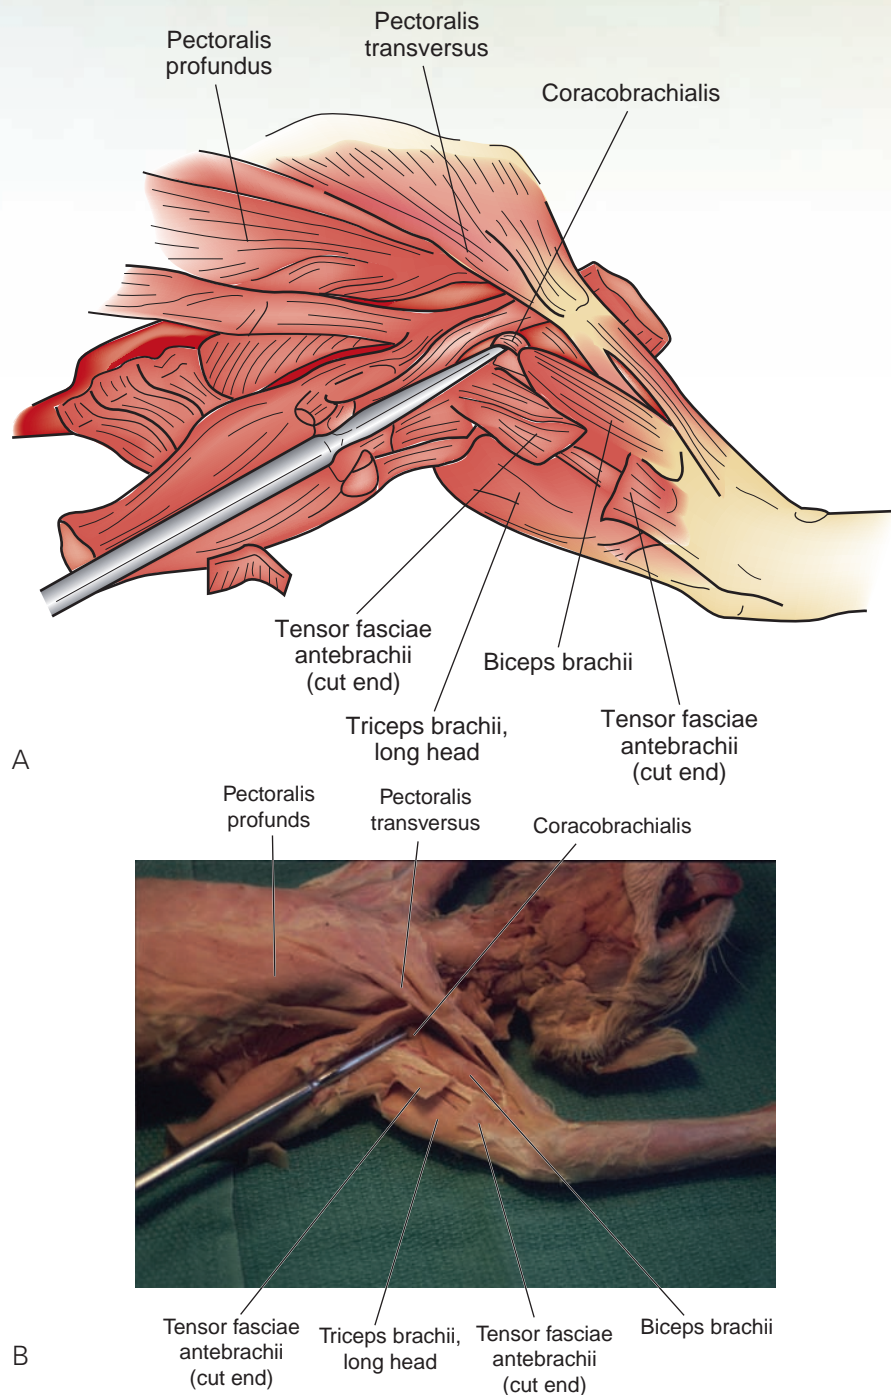 Pectoralis
profundus
Pectoralis
transversus
Coracobrachialis
Tensor fasciae
antebrachii
(cut end)
Triceps brachii,
long head
Biceps brachii
Tensor fasciae
antebrachii
(cut end)
A
Pectoralis
profunds
Pectoralis
transversus
Coracobrachialis
Tensor fasciae
antebrachii
(cut end)
Triceps brachii,
long head
Tensor fasciae
antebrachii
(cut end)
Biceps brachii
B